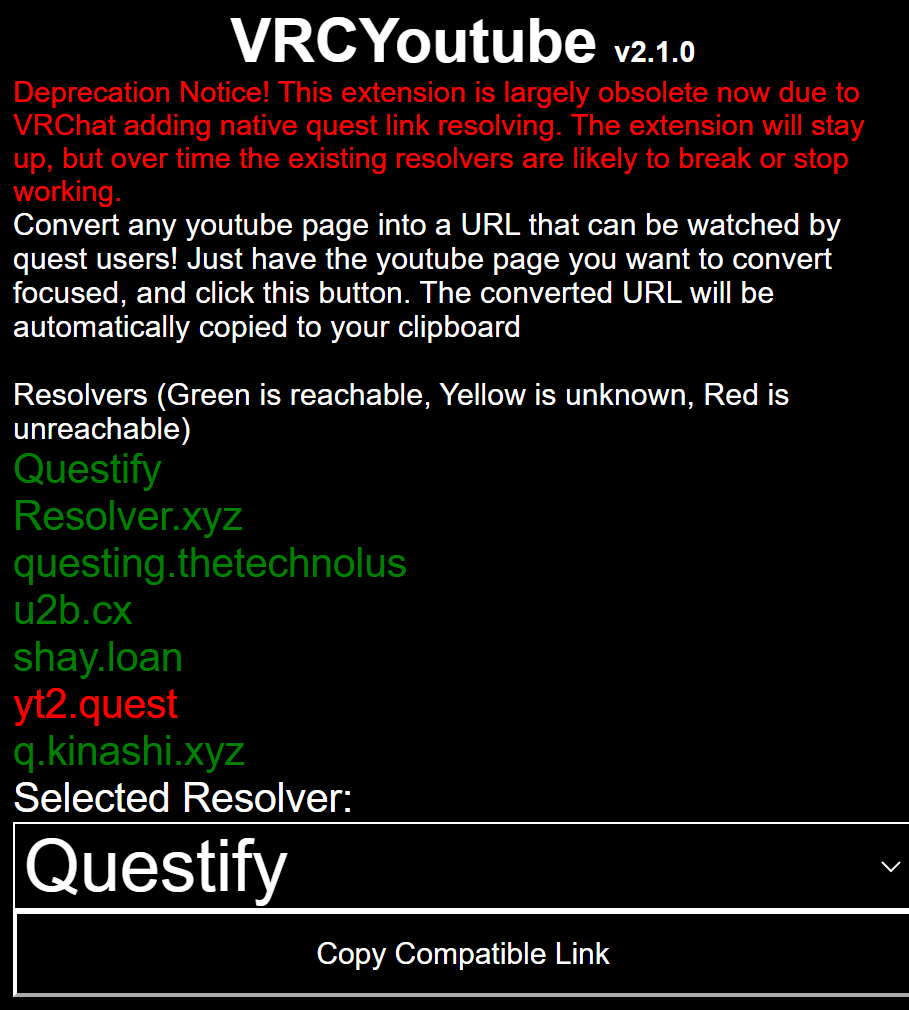 VRCYoutube v2.1.0
Deprecation Notice! This extension is largely obsolete now due to
VRChat adding native quest link resolving. The extension will stay
up, but over time the existing resolvers are likely to break or stop
working.
Convert any youtube page into a URL that can be watched by
quest users! Just have the youtube page you want to convert
focused, and click this button. The converted URL will be
automatically copied to your clipboard
Resolvers (Green is reachable, Yellow is unknown, Red is
unreachable)
Questify
Resolver.xyz
questing.thetechnolus
u2b.cx
shay.loan
yt2.quest
q.kinashi.xyz
Selected Resolver:
Questify
Copy Compatible Link